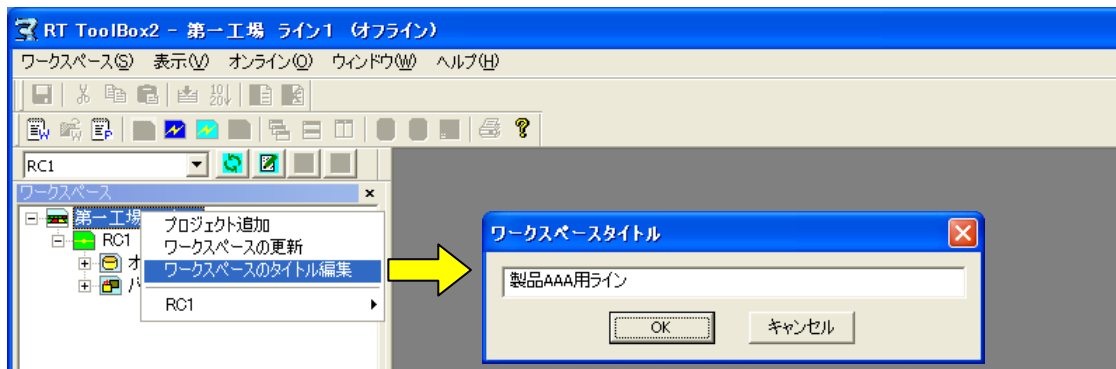 RT ToolBox2 - 第一工場 ライン1 (オフライン)
ワークスペース(S) 表示(V) オンライン(O) ウィンドウ(W) ヘルプ(H)
RC1
ワークスペース
第一工場
RC1
オ
パ
プロジェクト追加
ワークスペースの更新
ワークスペースのタイトル編集
RC1
ワークスペースタイトル
製品AAA用ライン
OK キャンセル